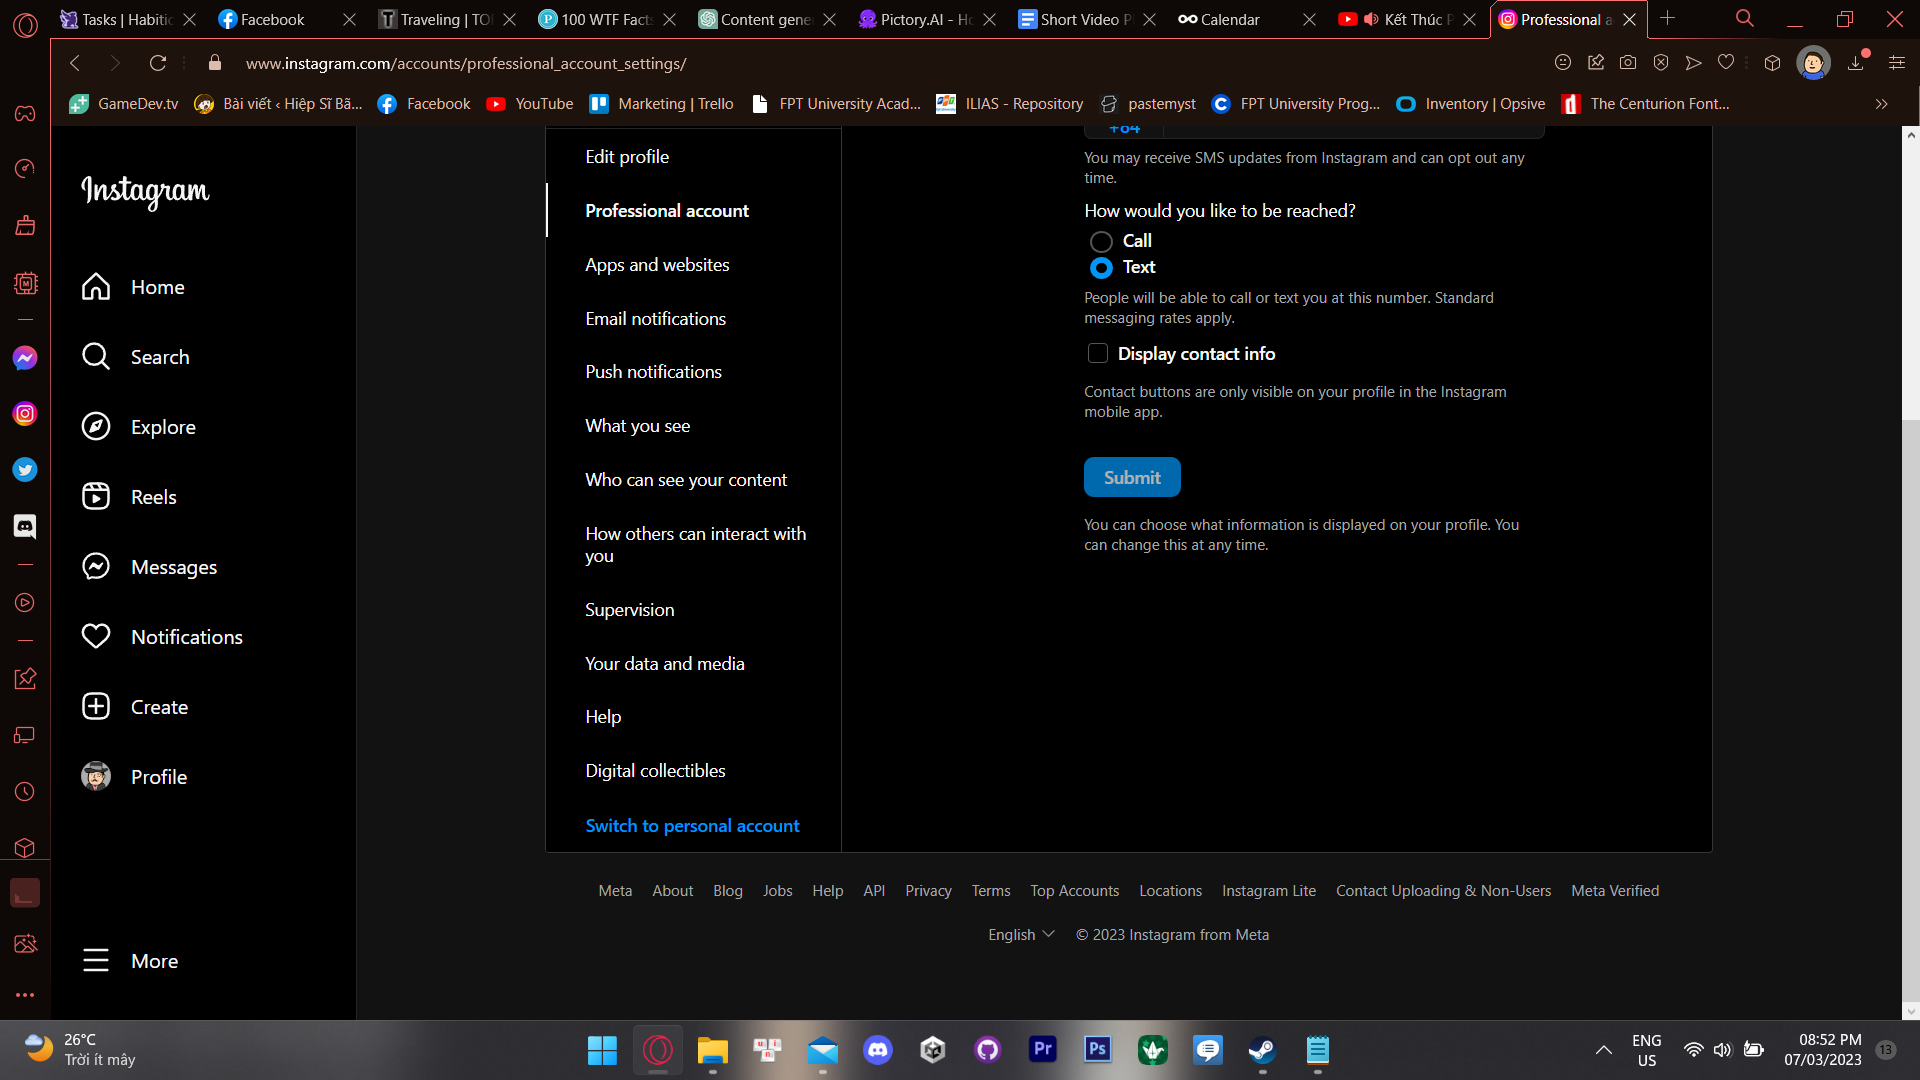 Tasks | Habitic
Facebook
Traveling | TO
100 WTF Facts
Content gene
Pictory.AI - Ho
Short Video P
Calendar
Kết Thúc P
Professional a
www.instagram.com/accounts/professional_account_settings/
GameDev.tv
Bài viết ‹ Hiệp Sĩ Bã...
Facebook
YouTube
Marketing | Trello
FPT University Acad...
ILIAS - Repository
pastemyst
FPT University Prog...
Inventory | Opsive
The Centurion Font...
Instagram
Home
Search
Explore
Reels
Messages
Notifications
Create
Profile
More
Edit profile
Professional account
Apps and websites
Email notifications
Push notifications
What you see
Who can see your content
How others can interact with
you
Supervision
Your data and media
Help
Digital collectibles
Switch to personal account
+84
You may receive SMS updates from Instagram and can opt out any
time.
How would you like to be reached?
Call
Text
People will be able to call or text you at this number. Standard
messaging rates apply.
Display contact info
Contact buttons are only visible on your profile in the Instagram
mobile app.
Submit
You can choose what information is displayed on your profile. You
can change this at any time.
Meta About Blog Jobs Help API Privacy Terms Top Accounts Locations Instagram Lite Contact Uploading & Non-Users Meta Verified
English © 2023 Instagram from Meta
26°C
Trời ít mây
Pr
Ps
ENG
US
08:52 PM
07/03/2023
13